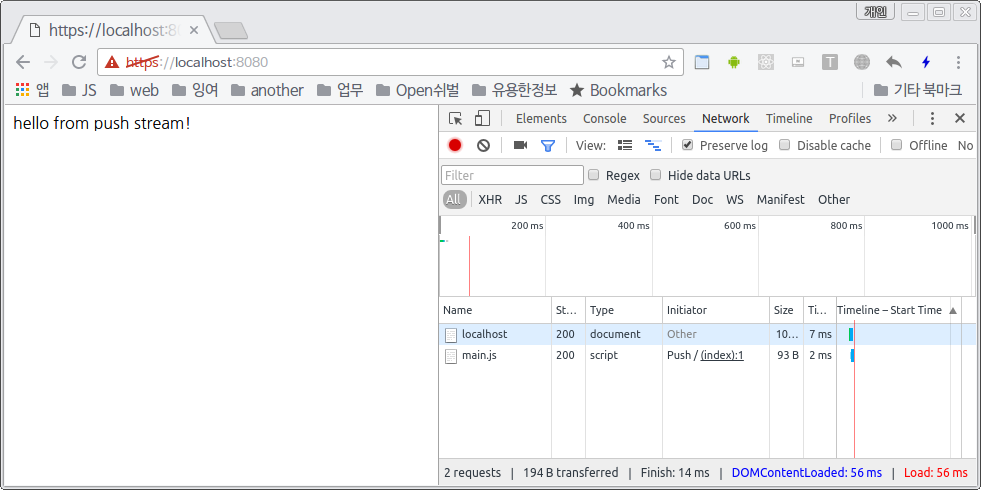 개인
https://localhost:80
https://localhost:8080
앱 JS web 잉여 another 업무 Open쉬벌 유용한정보 Bookmarks 기타 북마크
hello from push stream!
Elements Console Sources Network Timeline Profiles »
View: Preserve log Disable cache Offline No
Filter Regex Hide data URLs
All XHR JS CSS Img Media Font Doc WS Manifest Other
200 ms 400 ms 600 ms 800 ms 1000 ms
Name St... Type Initiator Size Ti... Timeline – Start Time ▲
localhost 200 document Other 10... 7 ms
main.js 200 script Push / (index):1 93 B 2 ms
2 requests | 194 B transferred | Finish: 14 ms | DOMContentLoaded: 56 ms | Load: 56 ms